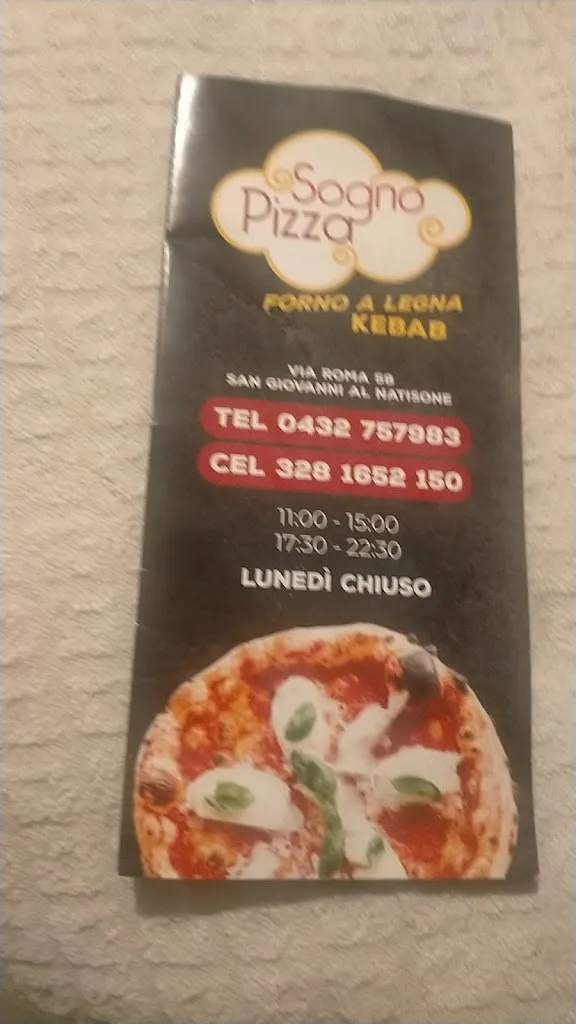 Sogno
Pizza
FORNO A LEGNA
KEBAB
VIA ROMA 58
SAN GIOVANNI AL NATISONE
TEL 0432 757983
CEL 328 1652 150
11:00 - 15:00
17:30 - 22:30
LUNEDÌ CHIUSO